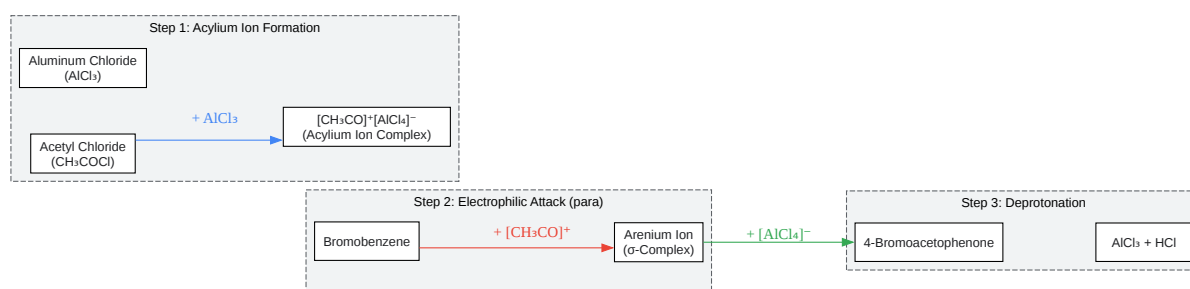 Step 1: Acylium Ion Formation
Aluminum Chloride
(AlCl₃)
+ AlCl₃
[CH₃CO]⁺[AlCl₄]⁻
(Acylium Ion Complex)
Acetyl Chloride
(CH₃COCl)
Step 2: Electrophilic Attack (para)
Bromobenzene
+ [CH₃CO]⁺
Arenium Ion
(σ-Complex)
+ [AlCl₄]⁻
Step 3: Deprotonation
4-Bromoacetophenone
AlCl₃ + HCl